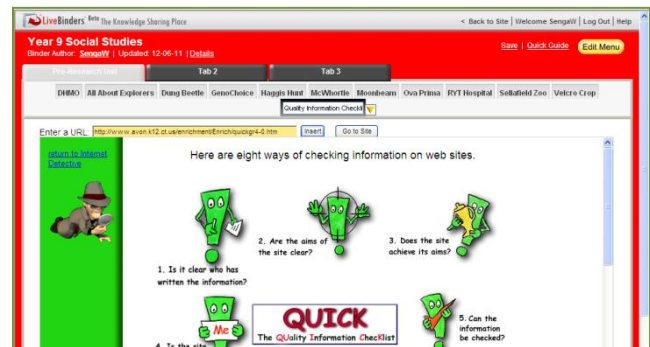 LiveBinders Beta The Knowledge Sharing Place
< Back to Site | Welcome SengaW | Log Out | Help
Year 9 Social Studies
Binder Author: SengaW | Updated: 12-06-11 | Details
Save | Quick Guide
Edit Menu
Pre-Research Unit
Tab 2
Tab 3
DHMO All About Explorers Dung Beetle GenoChoice Haggis Hunt McWhortle Moonbeam Ova Prima RYT Hospital Sellafield Zoo Velcro Crop
Quality Information Checkli
Enter a URL: http://www.avon.k12.ct.us/enrichment/Enrich/quickgr4-0.htm Insert Go to Site
return to Internet
Detective
Here are eight ways of checking information on web sites.
1. Is it clear who has
written the information?
2. Are the aims of
the site clear?
3. Does the site
achieve its aims?
Me
4. Is the site
QUICK
The QUality Information ChecKlist
5. Can the
information
be checked?